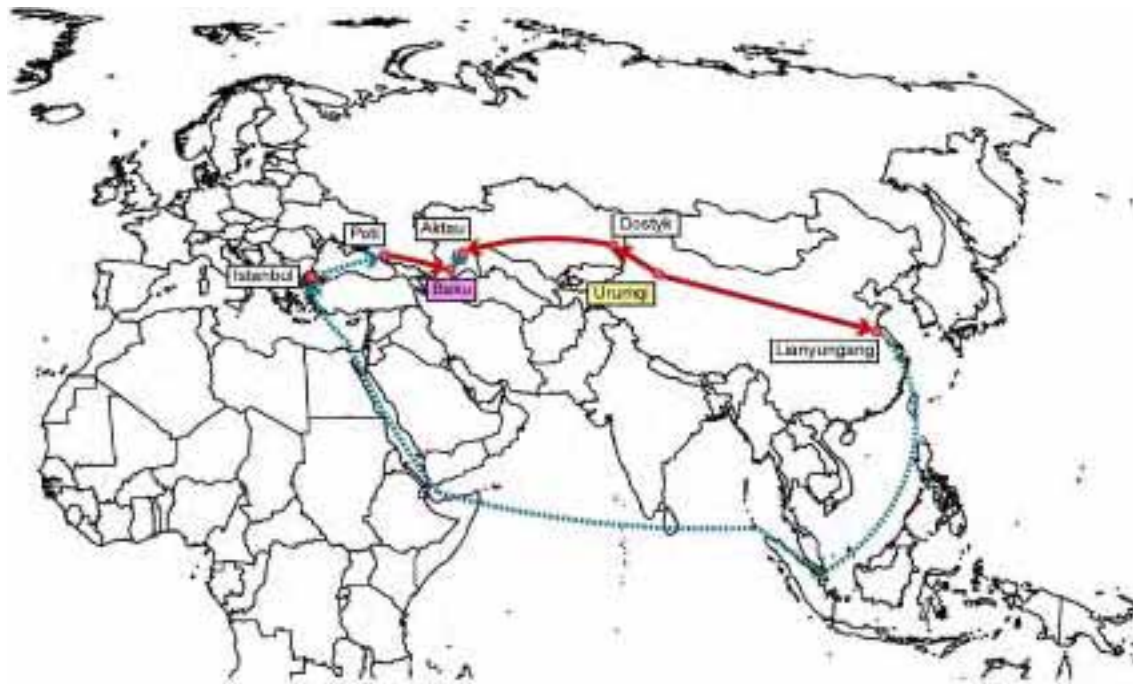 Poti
Aktau
Dostyk
Istanbul
Baku
Urumqi
Lianyungang